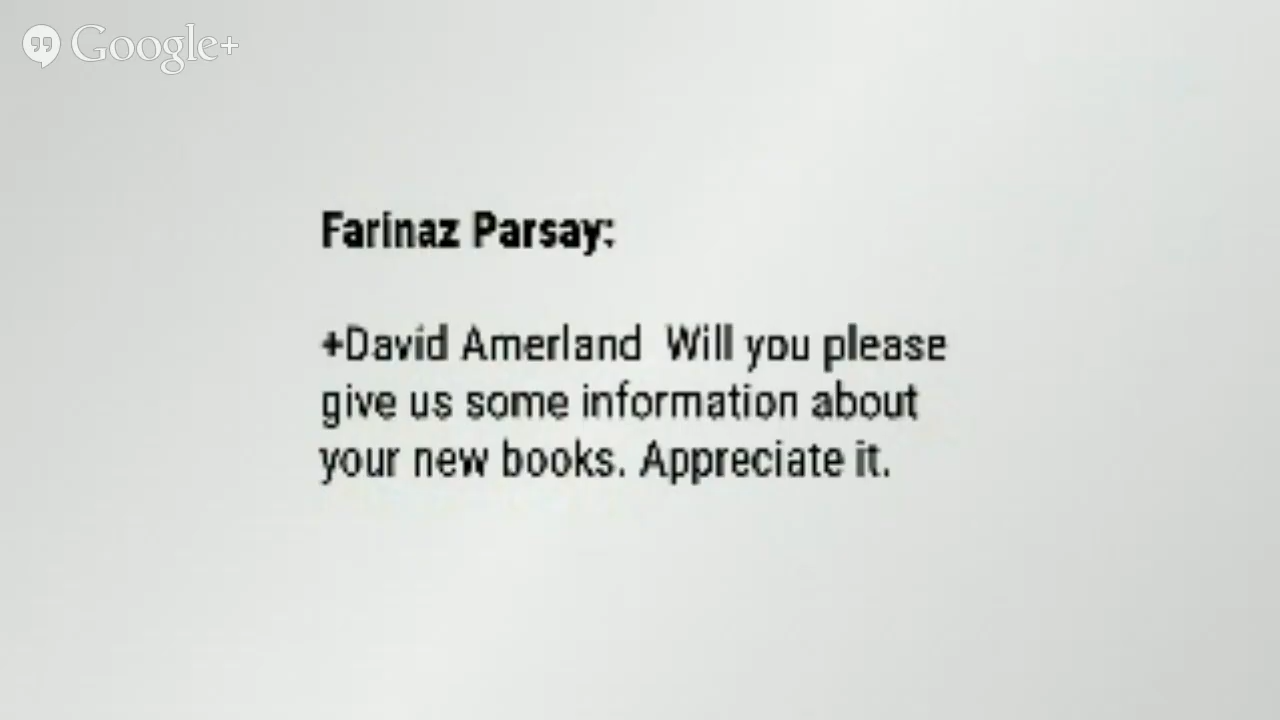 Google+
Farinaz Parsay:
+David Amerland  Will you please
give us some information about
your new books. Appreciate it.